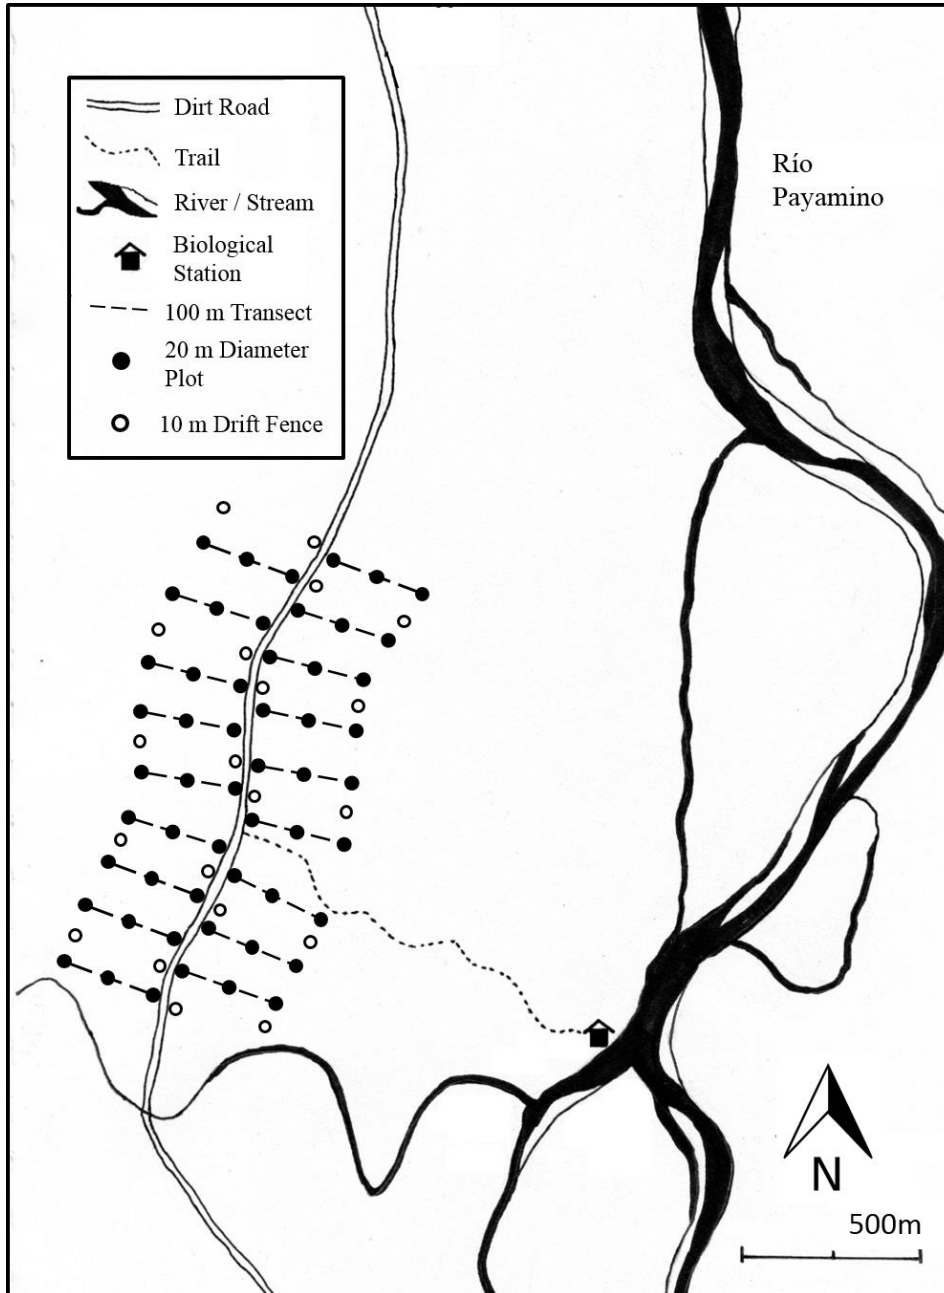 Dirt Road
Trail
River / Stream
Biological
Station
100 m Transect
20 m Diameter
Plot
10 m Drift Fence
Río
Payamino
N
500m